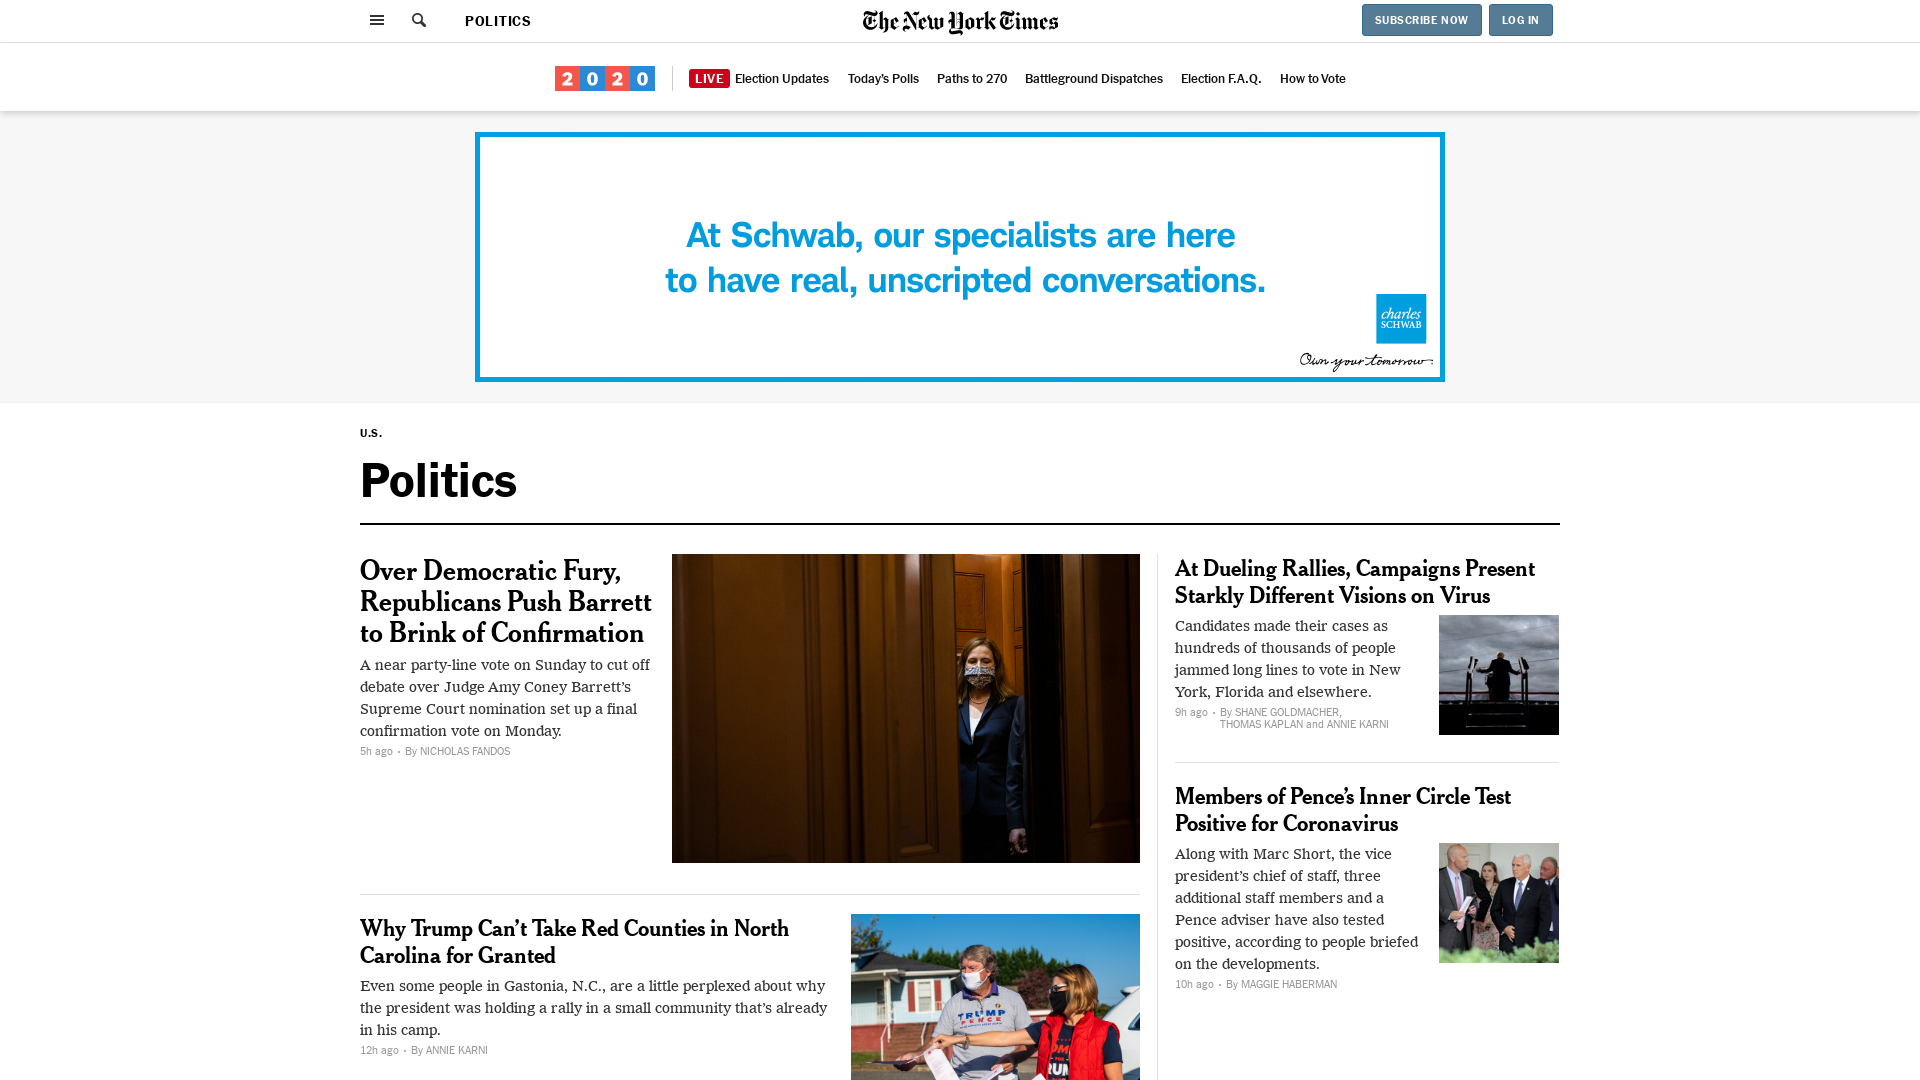 POLITICS
The New York Times
SUBSCRIBE NOW
LOG IN
2020
LIVE Election Updates
Today's Polls
Paths to 270
Battleground Dispatches
Election F.A.Q.
How to Vote
At Schwab, our specialists are here
to have real, unscripted conversations.
charles
SCHWAB
Own your tomorrow
U.S.
Politics
Over Democratic Fury,
Republicans Push Barrett
to Brink of Confirmation
A near party-line vote on Sunday to cut off
debate over Judge Amy Coney Barrett’s
Supreme Court nomination set up a final
confirmation vote on Monday.
5h ago • By NICHOLAS FANDOS
Why Trump Can’t Take Red Counties in North
Carolina for Granted
Even some people in Gastonia, N.C., are a little perplexed about why
the president was holding a rally in a small community that’s already
in his camp.
12h ago • By ANNIE KARNI
TRUMP
PENCE
At Dueling Rallies, Campaigns Present
Starkly Different Visions on Virus
Candidates made their cases as
hundreds of thousands of people
jammed long lines to vote in New
York, Florida and elsewhere.
9h ago • By SHANE GOLDMACHER,
THOMAS KAPLAN and ANNIE KARNI
Members of Pence’s Inner Circle Test
Positive for Coronavirus
Along with Marc Short, the vice
president’s chief of staff, three
additional staff members and a
Pence adviser have also tested
positive, according to people briefed
on the developments.
10h ago • By MAGGIE HABERMAN